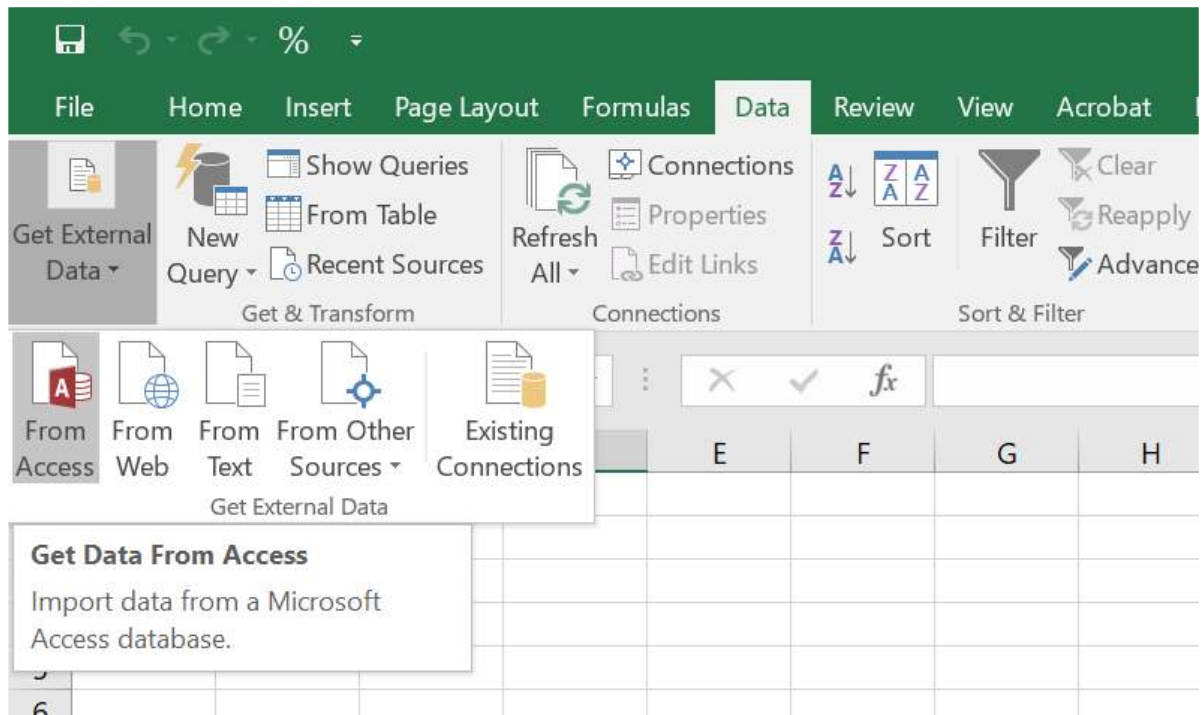 %
File Home Insert Page Layout Formulas Data Review View Acrobat
Get External Data
New Query
Show Queries
From Table
Recent Sources
Get & Transform
Refresh All
Connections
Properties
Edit Links
Connections
Sort
Filter
Clear
Reapply
Advance
Sort & Filter
From Access
From Web
From Text
From Other Sources
Existing Connections
Get External Data
fx
E F G H
Get Data From Access
Import data from a Microsoft
Access database.
6